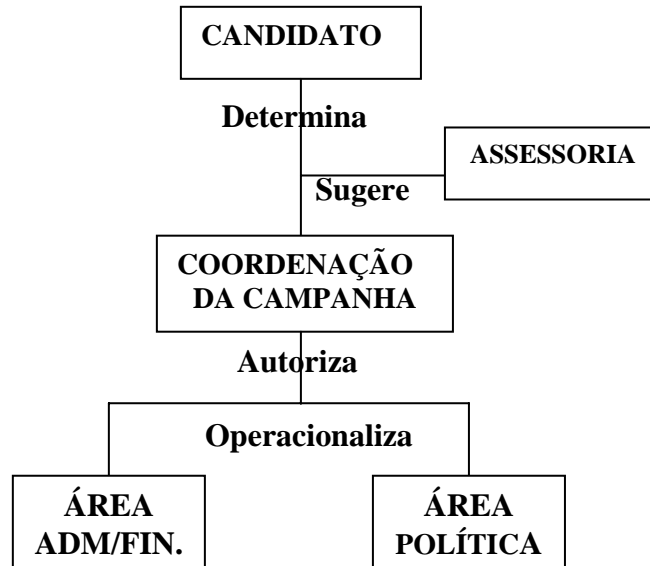 CANDIDATO
Determina
ASSESSORIA
Sugere
COORDENAÇÃO
DA CAMPANHA
Autoriza
Operacionaliza
ÁREA
ADM/FIN.
ÁREA
POLÍTICA